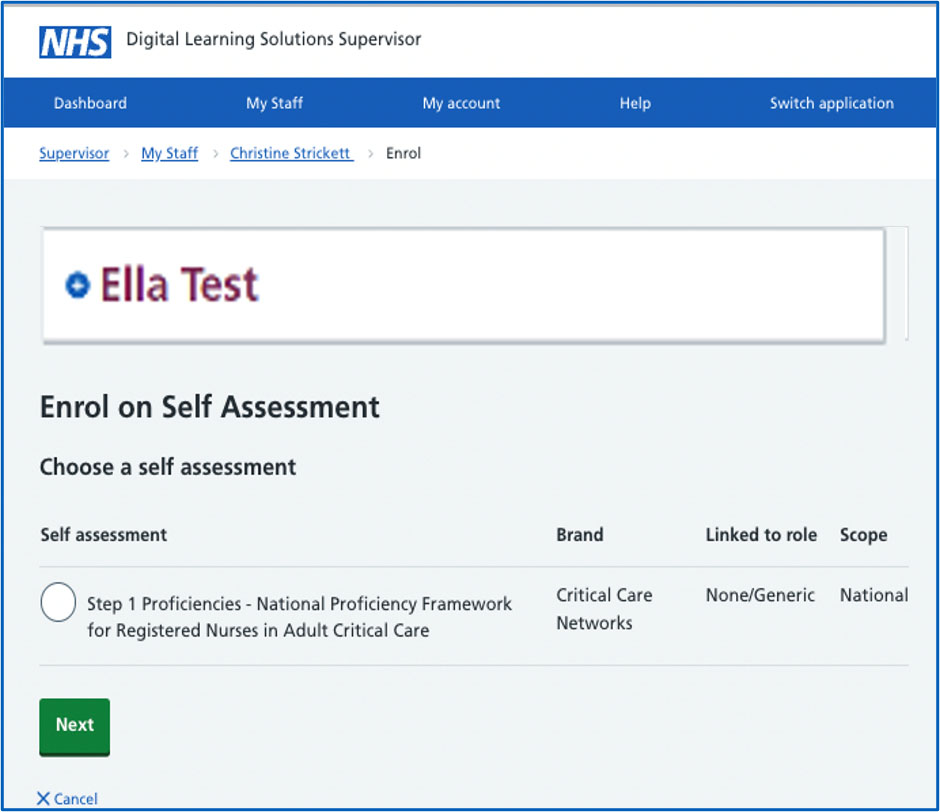 NHS Digital Learning Solutions Supervisor
Dashboard My Staff My account Help Switch application
Supervisor > My Staff > Christine Strickett > Enrol
Ella Test
Enrol on Self Assessment
Choose a self assessment
Self assessment Brand Linked to role Scope
Step 1 Proficiencies - National Proficiency Framework
for Registered Nurses in Adult Critical Care
Critical Care
Networks
None/Generic
National
Next
Cancel